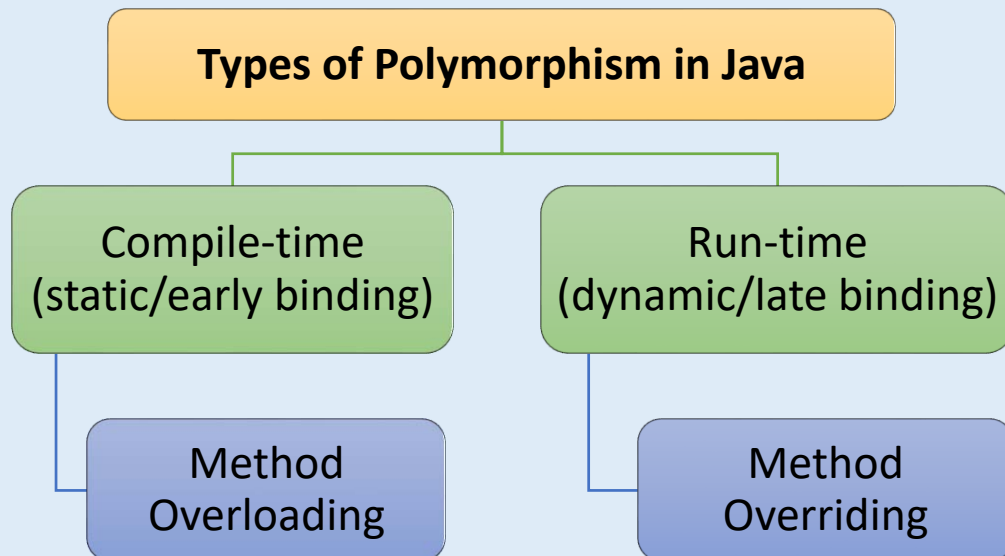 Types of Polymorphism in Java
Compile-time
(static/early binding)
Run-time
(dynamic/late binding)
Method
Overloading
Method
Overriding